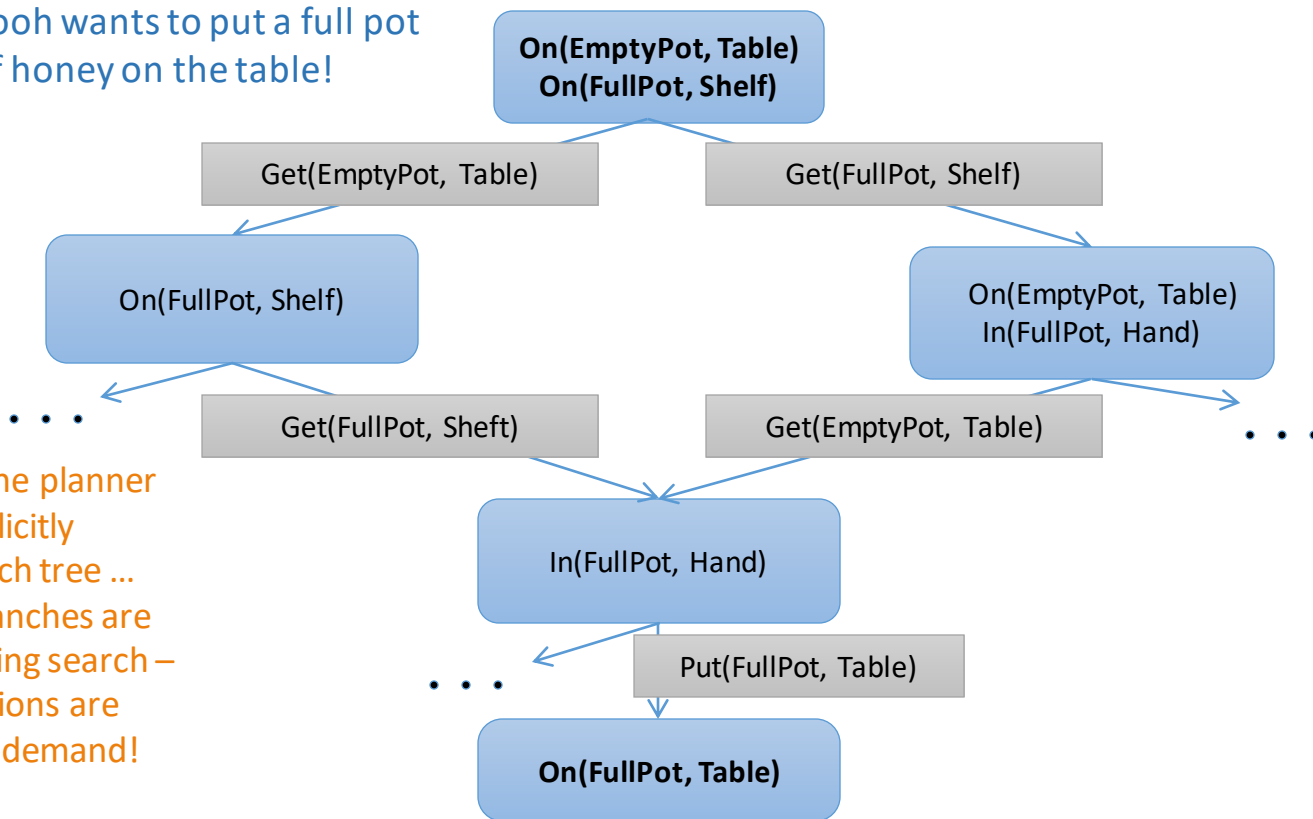 ooh wants to put a full pot
f honey on the table!
On(EmptyPot, Table)
On(FullPot, Shelf)
Get(EmptyPot, Table)
Get(FullPot, Shelf)
On(FullPot, Shelf)
On(EmptyPot, Table)
In(FullPot, Hand)
. . .
Get(FullPot, Sheft)
Get(EmptyPot, Table)
. . .
ne planner
licitly
ch tree ...
anches are
ing search –
ions are
demand!
In(FullPot, Hand)
. . .
Put(FullPot, Table)
On(FullPot, Table)